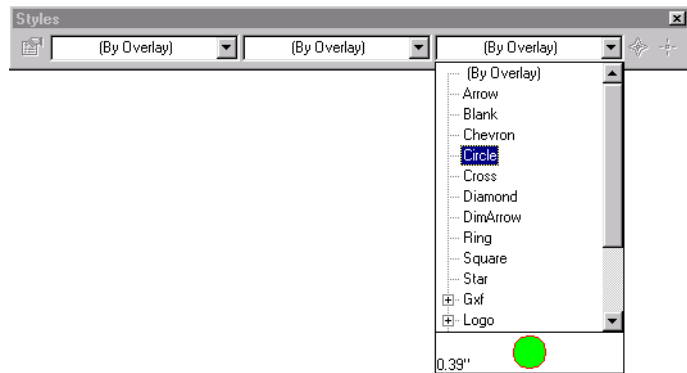 Styles
(By Overlay) (By Overlay) (By Overlay)
(By Overlay)
Arrow
Blank
Chevron
Circle
Cross
Diamond
DimArrow
Ring
Square
Star
Gxf
Logo
0.39"